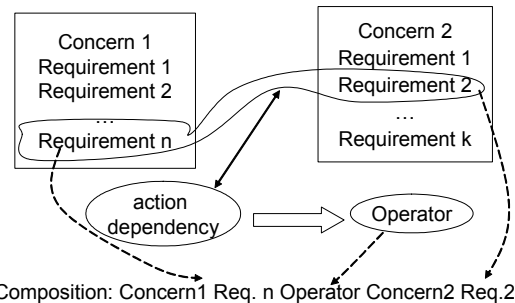 Concern 1
Requirement 1
Requirement 2
...
Requirement n
Concern 2
Requirement 1
Requirement 2
...
Requirement k
action
dependency
Operator
Composition: Concern1 Req. n Operator Concern2 Req.2